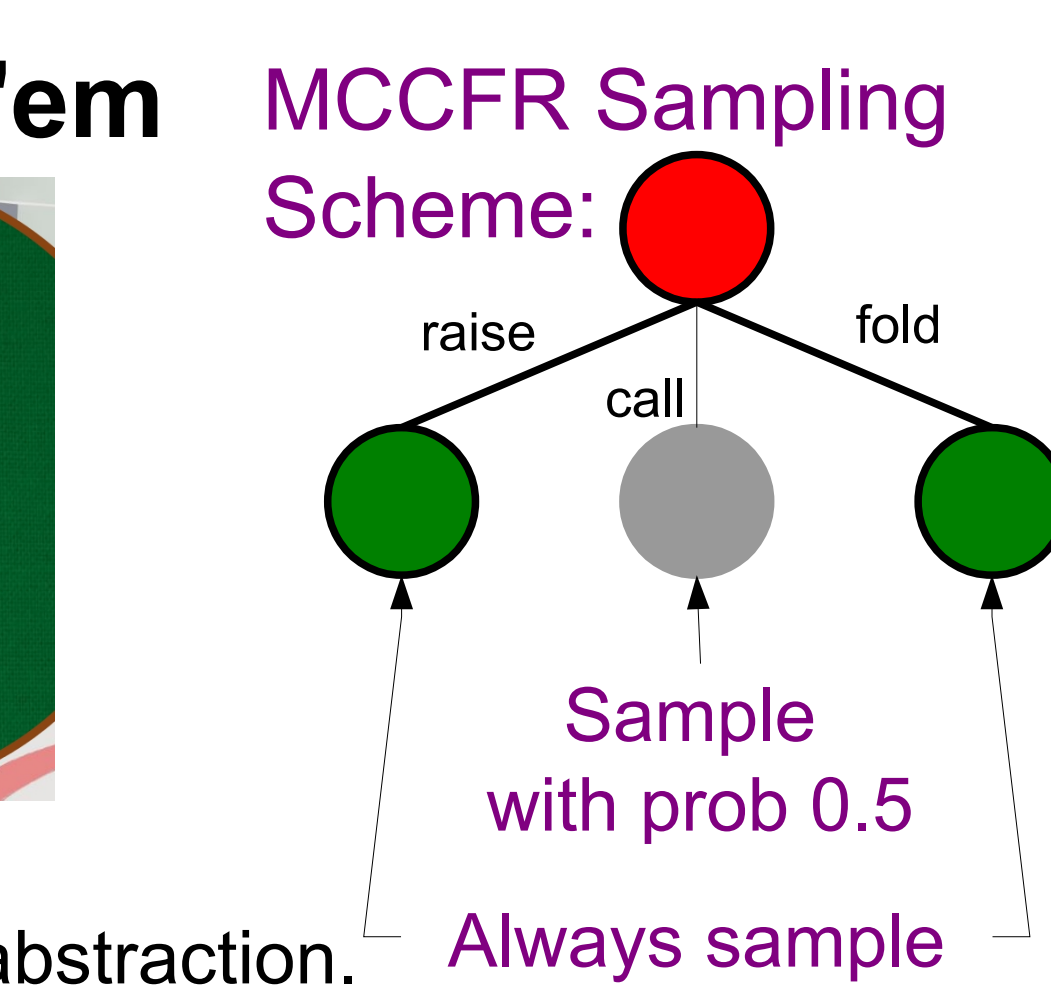 'em
MCCFR Sampling
Scheme:
raise
fold
call
Sample
with prob 0.5
Always sample
abstraction.